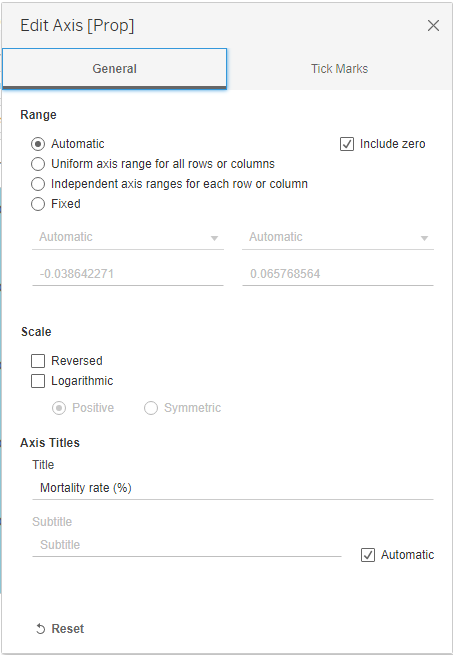 Edit Axis [Prop]
General
Tick Marks
Range
Automatic
Include zero
Uniform axis range for all rows or columns
Independent axis ranges for each row or column
Fixed
Automatic
Automatic
-0.038642271
0.065768564
Scale
Reversed
Logarithmic
Positive
Symmetric
Axis Titles
Title
Mortality rate (%)
Subtitle
Subtitle
Automatic
Reset